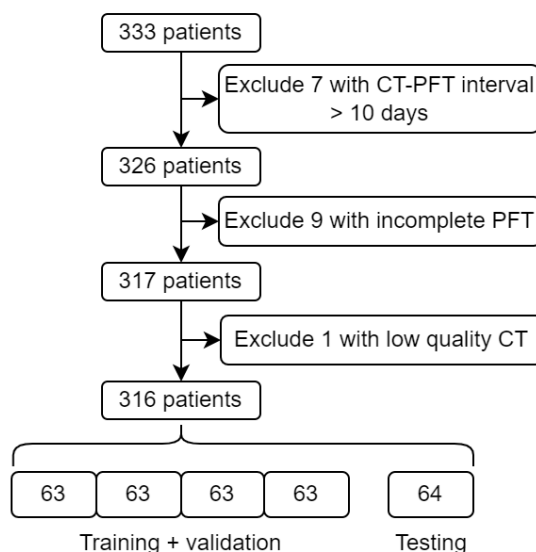 333 patients
Exclude 7 with CT-PFT interval
> 10 days
326 patients
Exclude 9 with incomplete PFT
317 patients
Exclude 1 with low quality CT
316 patients
63 63 63 63 64
Training + validation Testing